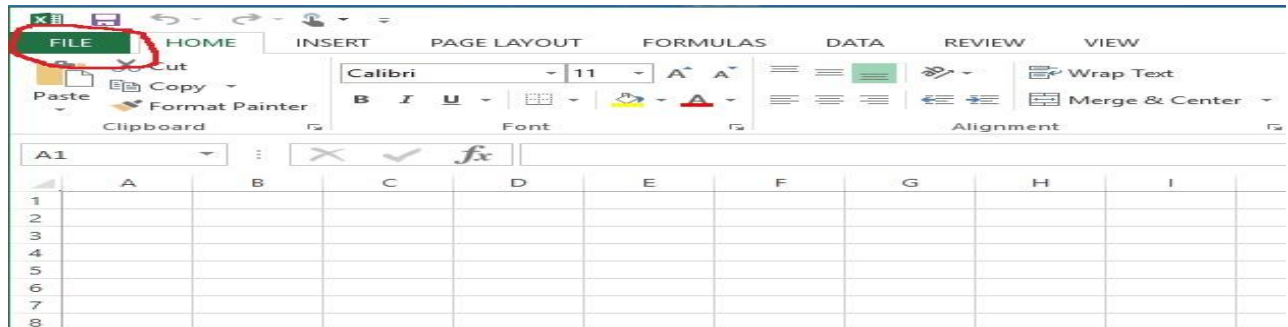 FILE HOME INSERT PAGE LAYOUT FORMULAS DATA REVIEW VIEW
Cut
Calibri 11 A A Wrap Text
Copy
Paste
Format Painter B I U A Merge & Center
Clipboard Font Alignment
A1 fx
A B C D E F G H I
1
2
3
4
5
6
7
8